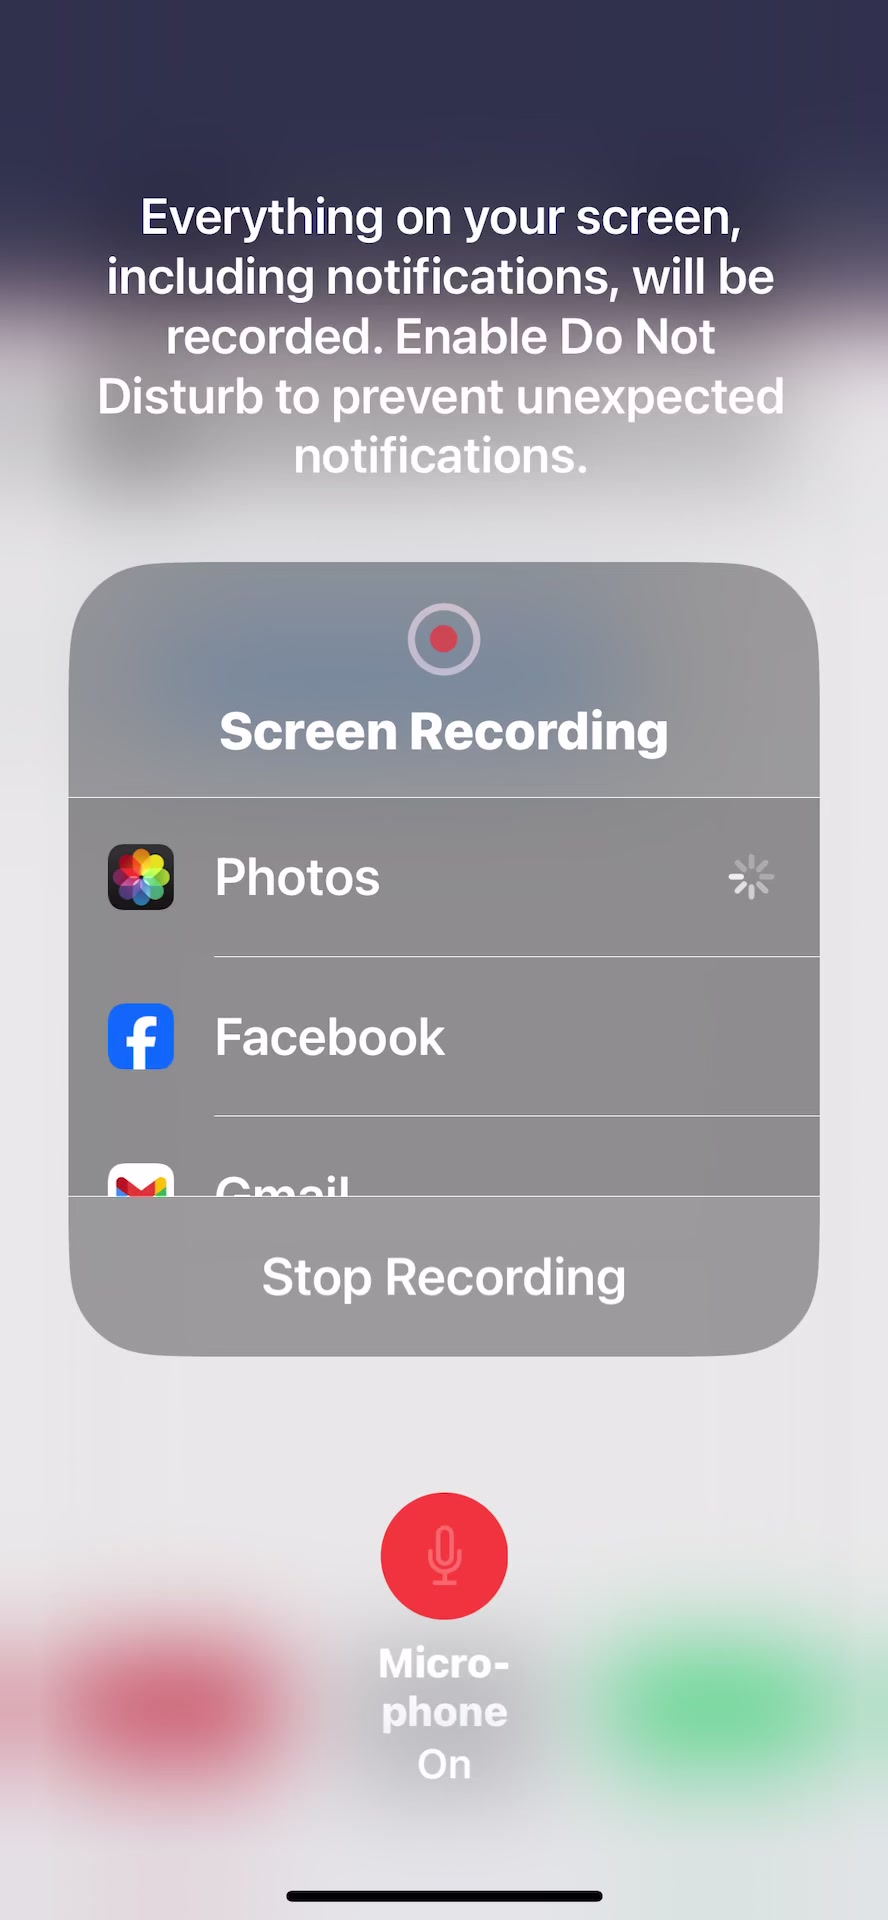 Everything on your screen,
including notifications, will be
recorded. Enable Do Not
Disturb to prevent unexpected
notifications.
Screen Recording
Photos
Facebook
Gmail
Stop Recording
Micro-
phone
On